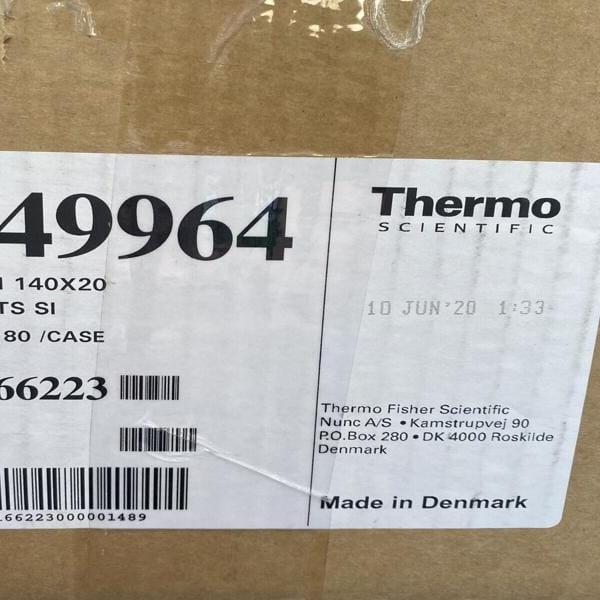 49964
140X20
TS SI
80 /CASE
66223
66223000001489
Thermo
SCIENTIFIC
10 JUN'20 1:33
Thermo Fisher Scientific
Nunc A/S • Kamstrupvej 90
P.O.Box 280 • DK 4000 Roskilde
Denmark
Made in Denmark